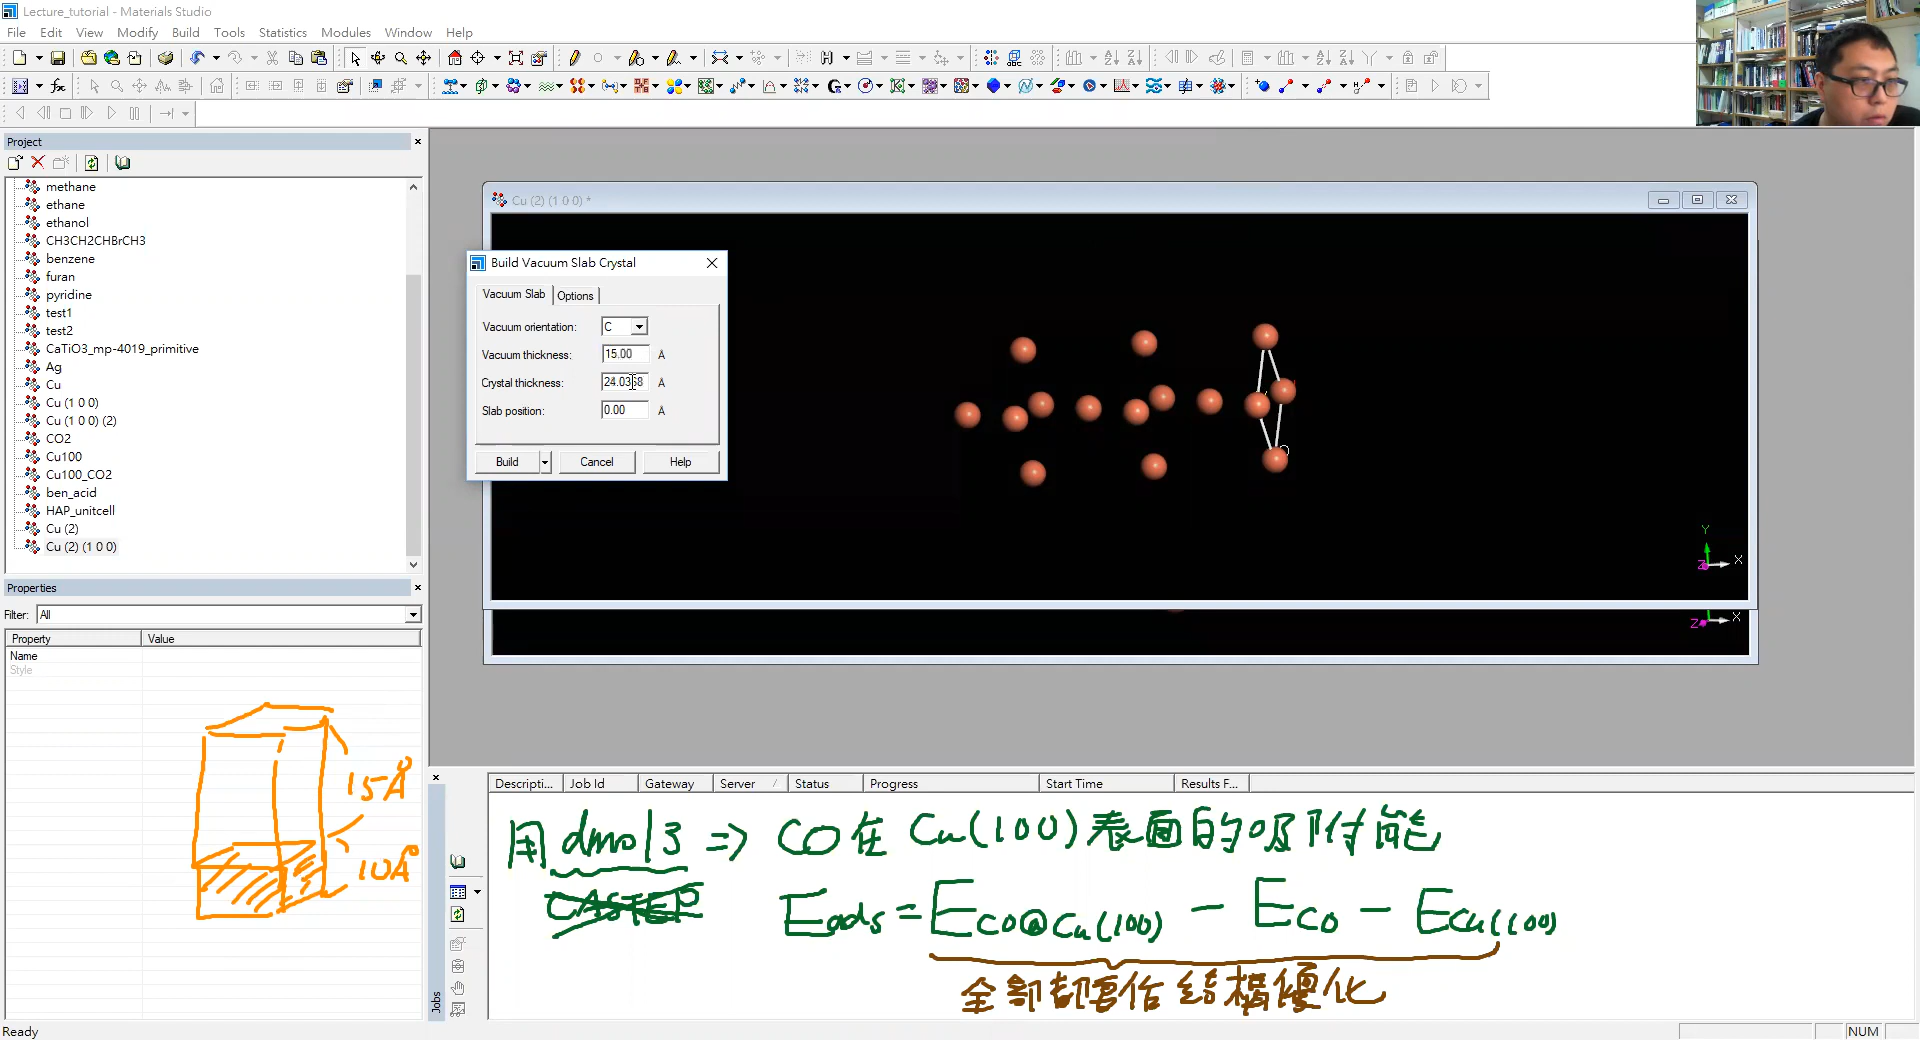 Lecture_tutorial - Materials Studio
File Edit View Modify Build Tools Statistics Modules Window Help
Project
methane
ethane
ethanol
CH3CH2CHBrCH3
benzene
furan
pyridine
test1
test2
CaTiO3_mp-4019_primitive
Ag
Cu
Cu (1 0 0)
Cu (1 0 0) (2)
CO2
Cu100
Cu100_CO2
ben_acid
HAP_unitcell
Cu (2)
Cu (2) (1 0 0)
Properties
Filter: All
Property Value
Name
Style
15Å
10Å
Cu (2) (1 0 0) *
Build Vacuum Slab Crystal
Vacuum Slab Options
Vacuum orientation: C
Vacuum thickness: 15.00 Å
Crystal thickness: 24.0368 Å
Slab position: 0.00 Å
Build Cancel Help
Y
Z X
Z X
Descripti... Job Id Gateway Server / Status Progress Start Time Results F...
Jobs
用 dmol3 => CO在 Cu(100)表面的吸附能
CASTEP
Eads = ECO@Cu(100) - ECO - ECu(100)
全部都要作結構優化
Ready
NUM